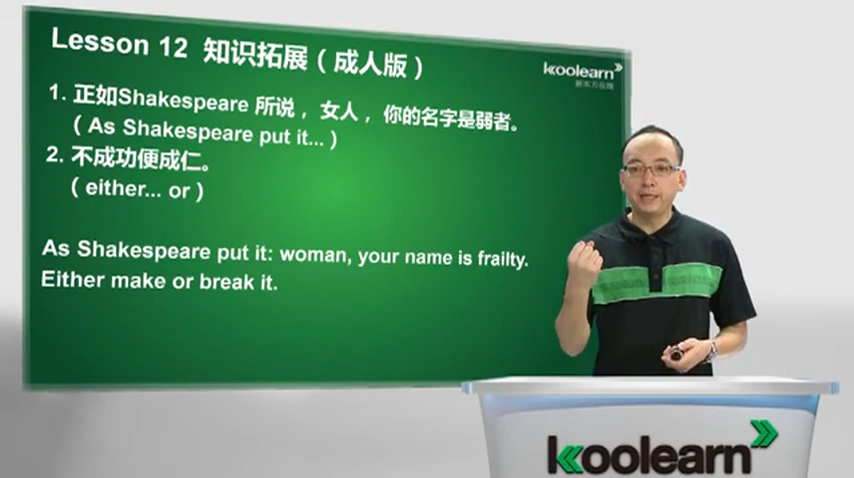 Lesson 12 知识拓展（成人版）
koolearn
新东方在线
1. 正如Shakespeare 所说，女人，你的名字是弱者。
（As Shakespeare put it...）
2. 不成功便成仁。
（either... or）
As Shakespeare put it: woman, your name is frailty.
Either make or break it.
koolearn